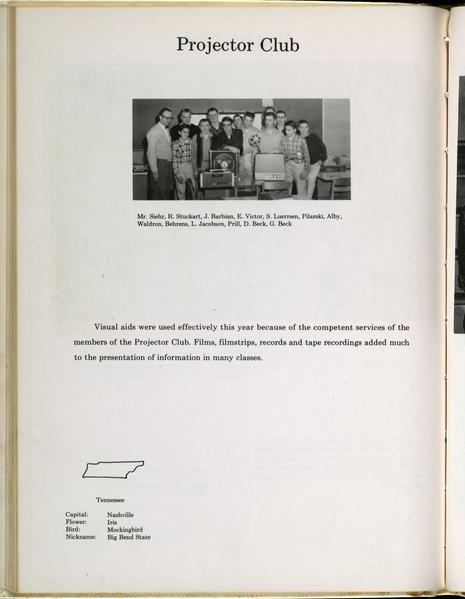 Projector Club
Mr. Siehr, R. Stuckart, J. Barbian, E. Victor, S. Luerrsen, Pilarski, Alby,
Waldron, Behrens, L. Jacobson, Prill, D. Beck, G. Beck
Visual aids were used effectively this year because of the competent services of the
members of the Projector Club. Films, filmstrips, records and tape recordings added much
to the presentation of information in many classes.
Tennessee
Capital: Nashville
Flower: Iris
Bird: Mockingbird
Nickname: Big Bend State